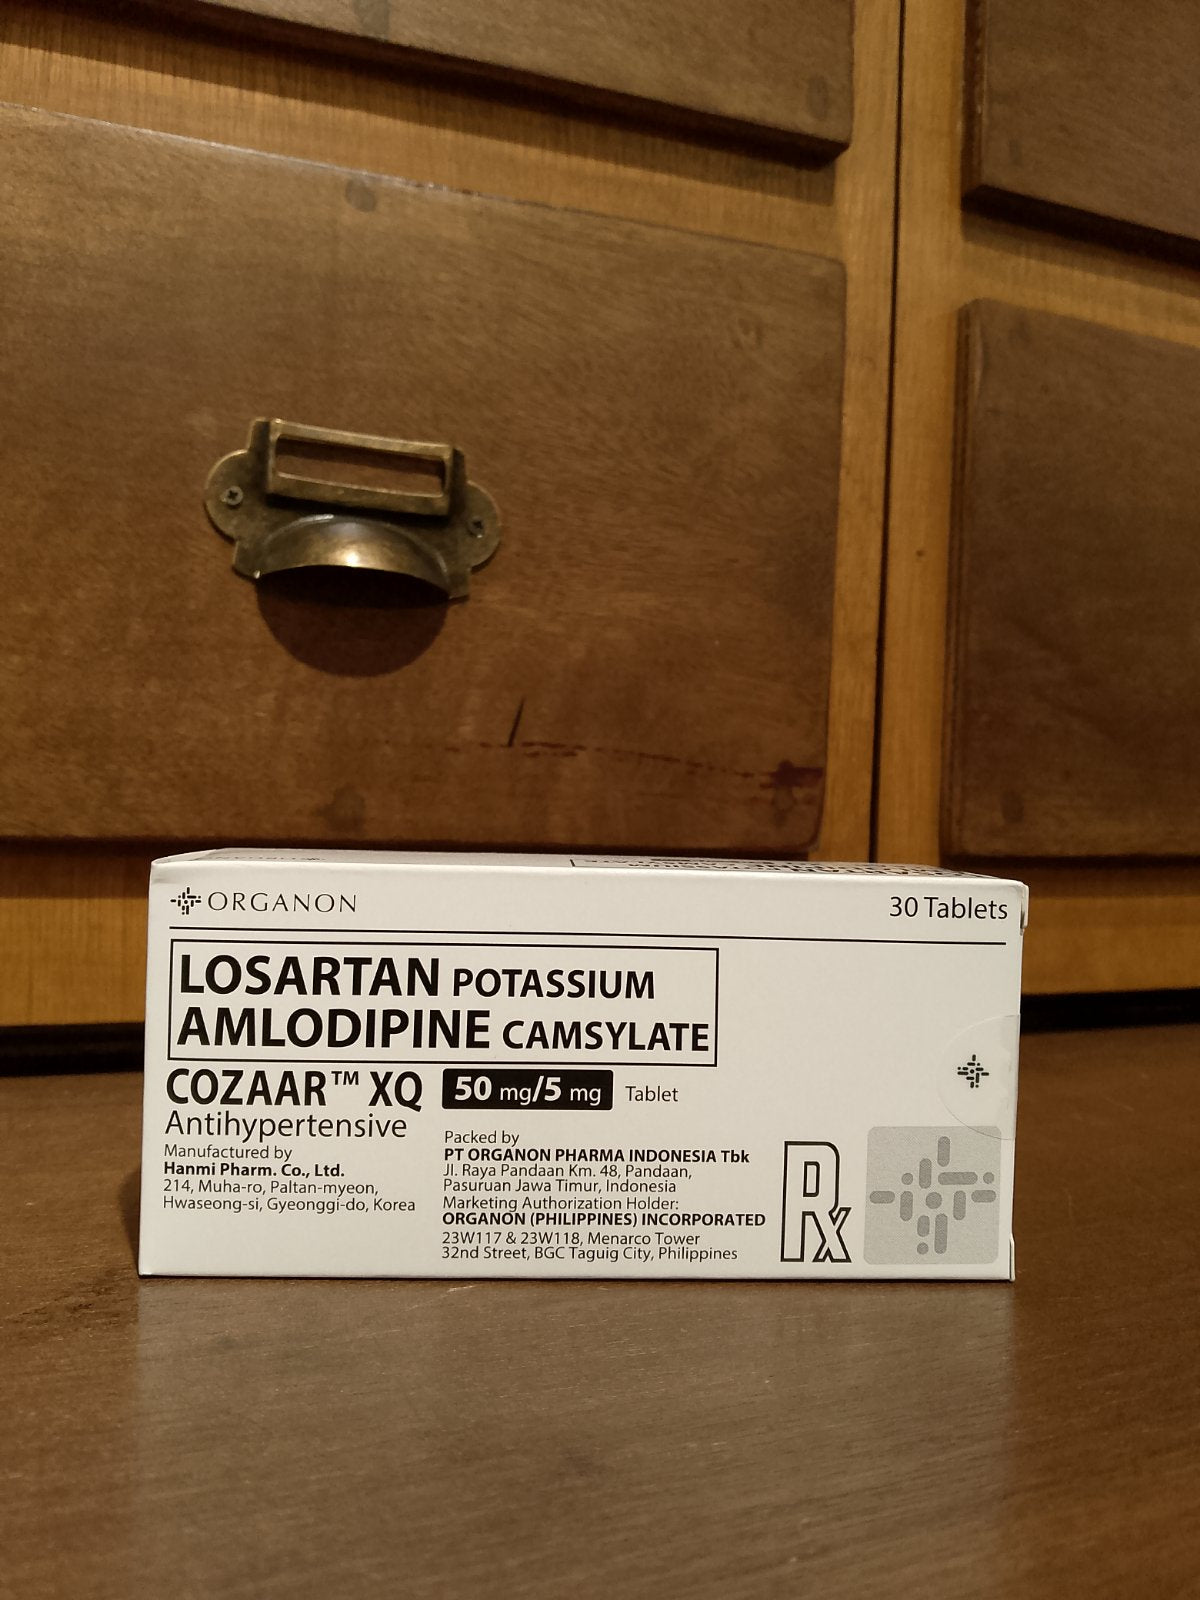 ORGANON
30 Tablets
LOSARTAN POTASSIUM
AMLODIPINE CAMSYLATE
COZAAR™ XQ 50 mg/5 mg Tablet
Antihypertensive
Manufactured by
Hanmi Pharm. Co., Ltd.
214, Muha-ro, Paltan-myeon,
Hwaseong-si, Gyeonggi-do, Korea
Packed by
PT ORGANON PHARMA INDONESIA Tbk
Jl. Raya Pandaan Km. 48, Pandaan,
Pasuruan Jawa Timur, Indonesia
Marketing Authorization Holder:
ORGANON (PHILIPPINES) INCORPORATED
23W117 & 23W118, Menarco Tower
32nd Street, BGC Taguig City, Philippines
Rx